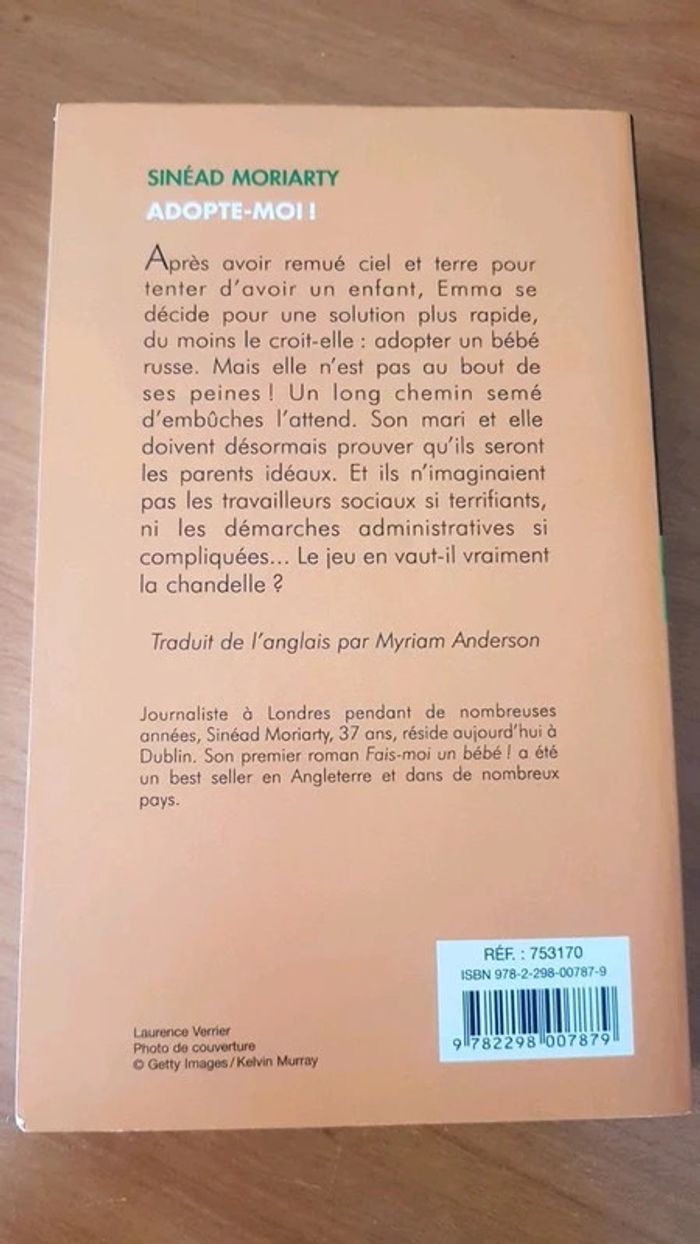 SINÉAD MORIARTY
ADOPTE-MOI !
Après avoir remué ciel et terre pour
tenter d'avoir un enfant, Emma se
décide pour une solution plus rapide,
du moins le croit-elle : adopter un bébé
russe. Mais elle n'est pas au bout de
ses peines ! Un long chemin semé
d'embûches l'attend. Son mari et elle
doivent désormais prouver qu'ils seront
les parents idéaux. Et ils n'imaginaient
pas les travailleurs sociaux si terrifiants,
ni les démarches administratives si
compliquées... Le jeu en vaut-il vraiment
la chandelle ?
Traduit de l'anglais par Myriam Anderson
Journaliste à Londres pendant de nombreuses
années, Sinéad Moriarty, 37 ans, réside aujourd'hui à
Dublin. Son premier roman Fais-moi un bébé ! a été
un best seller en Angleterre et dans de nombreux
pays.
RÉF. : 753170
ISBN 978-2-298-00787-9
9 782298 007879
Laurence Verrier
Photo de couverture
© Getty Images/Kelvin Murray